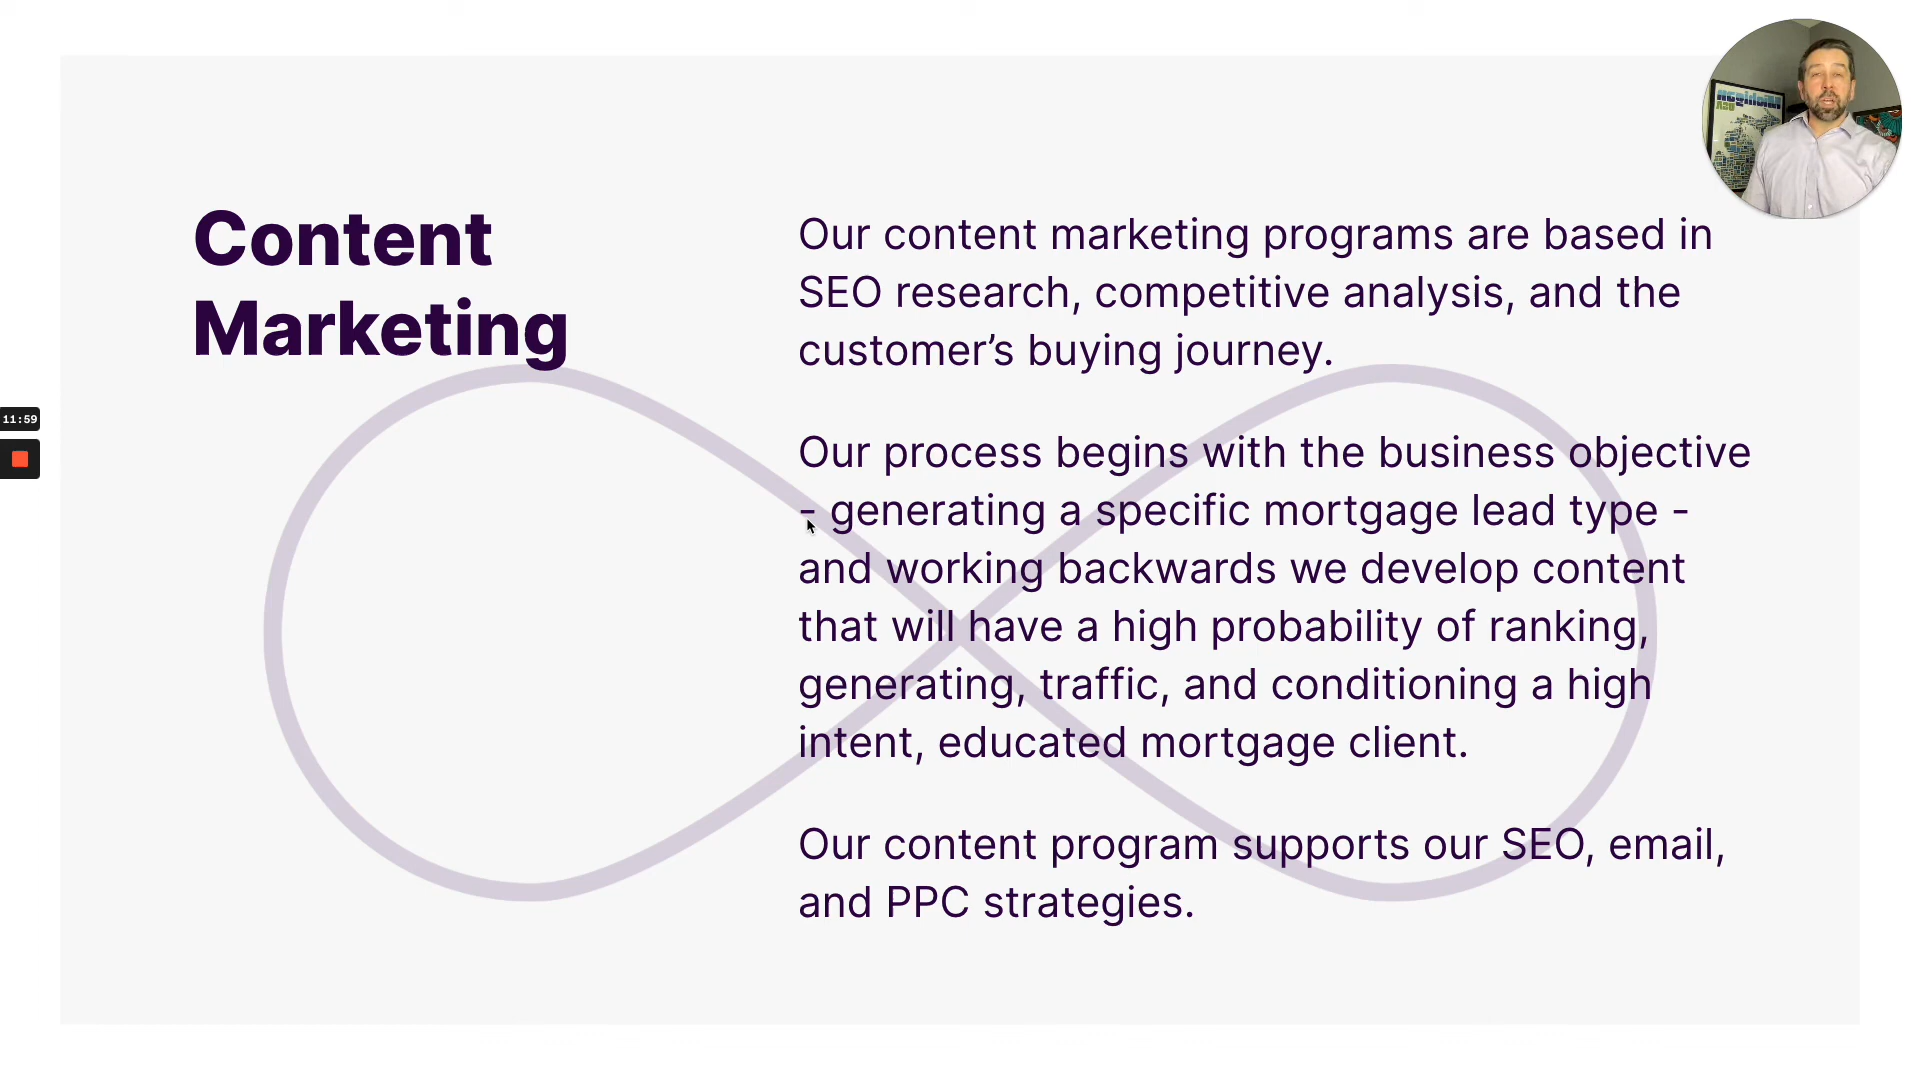 Content
Marketing
Our content marketing programs are based in
SEO research, competitive analysis, and the
customer’s buying journey.
Our process begins with the business objective
- generating a specific mortgage lead type -
and working backwards we develop content
that will have a high probability of ranking,
generating, traffic, and conditioning a high
intent, educated mortgage client.
Our content program supports our SEO, email,
and PPC strategies.
11:59